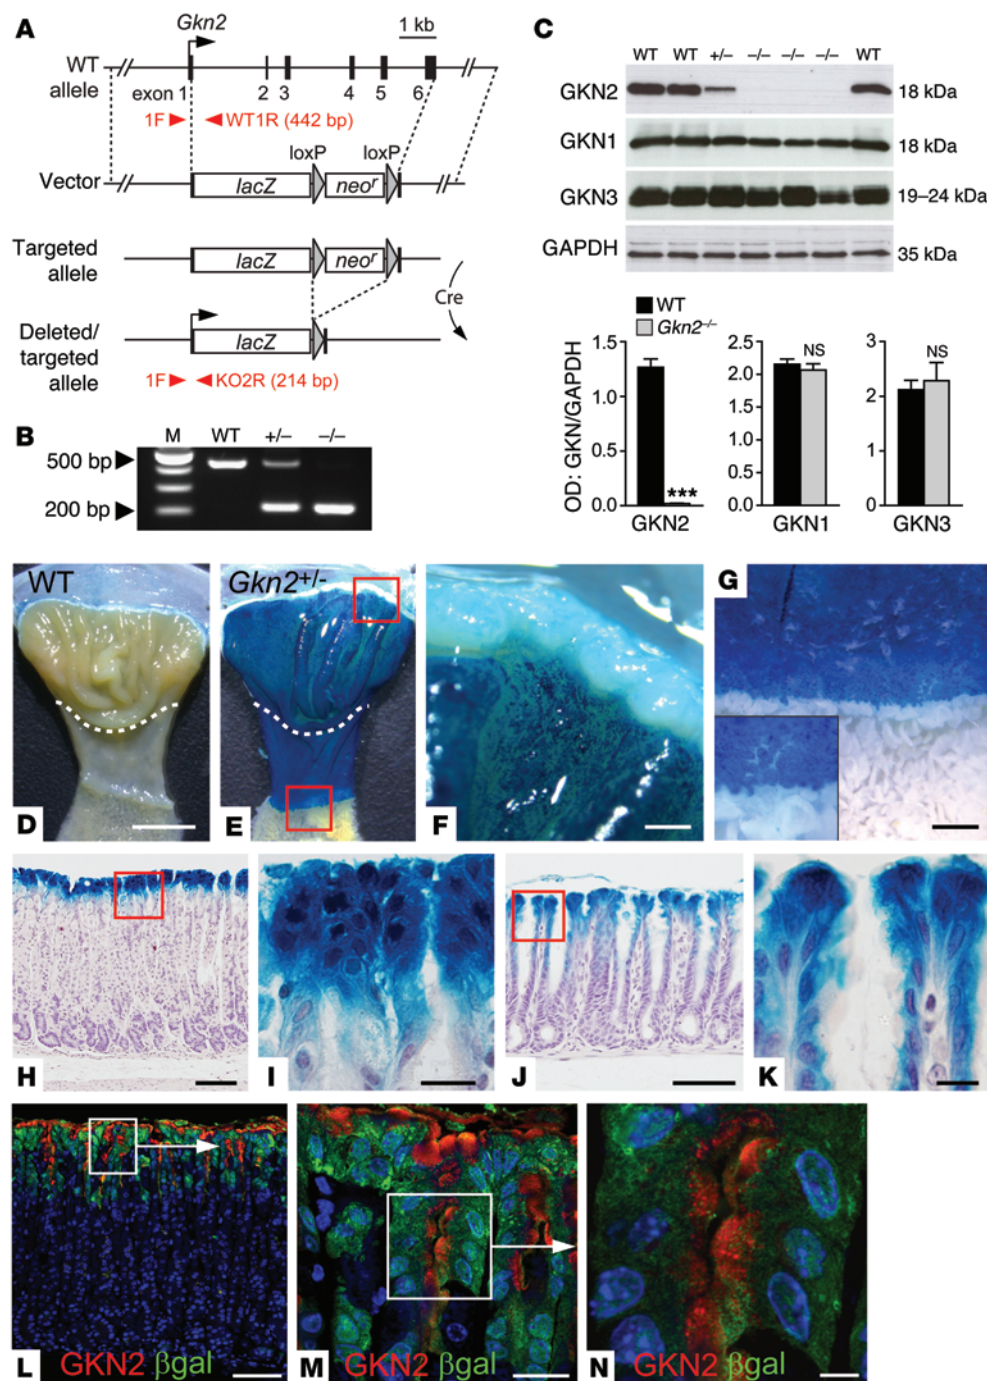 A
Gkn2
1 kb
WT allele
exon 1 2 3 4 5 6
1F WT1R (442 bp)
loxP loxP
Vector
lacZ neoʳ
Targeted allele
lacZ neoʳ
Cre
Deleted/ targeted allele
lacZ
1F KO2R (214 bp)
B
M WT +/– –/–
500 bp
200 bp
C
WT WT +/– –/– –/– –/– WT
GKN2 18 kDa
GKN1 18 kDa
GKN3 19–24 kDa
GAPDH 35 kDa
WT
Gkn2–/–
OD: GKN/GAPDH
1.5
1.0
0.5
0.0
***
GKN2
2.5
2.0
1.5
1.0
0.5
0.0
NS
GKN1
3
2
1
0
NS
GKN3
WT
D
Gkn2+/-
E
F
G
H
I
J
K
L GKN2 βgal
M GKN2 βgal
N GKN2 βgal